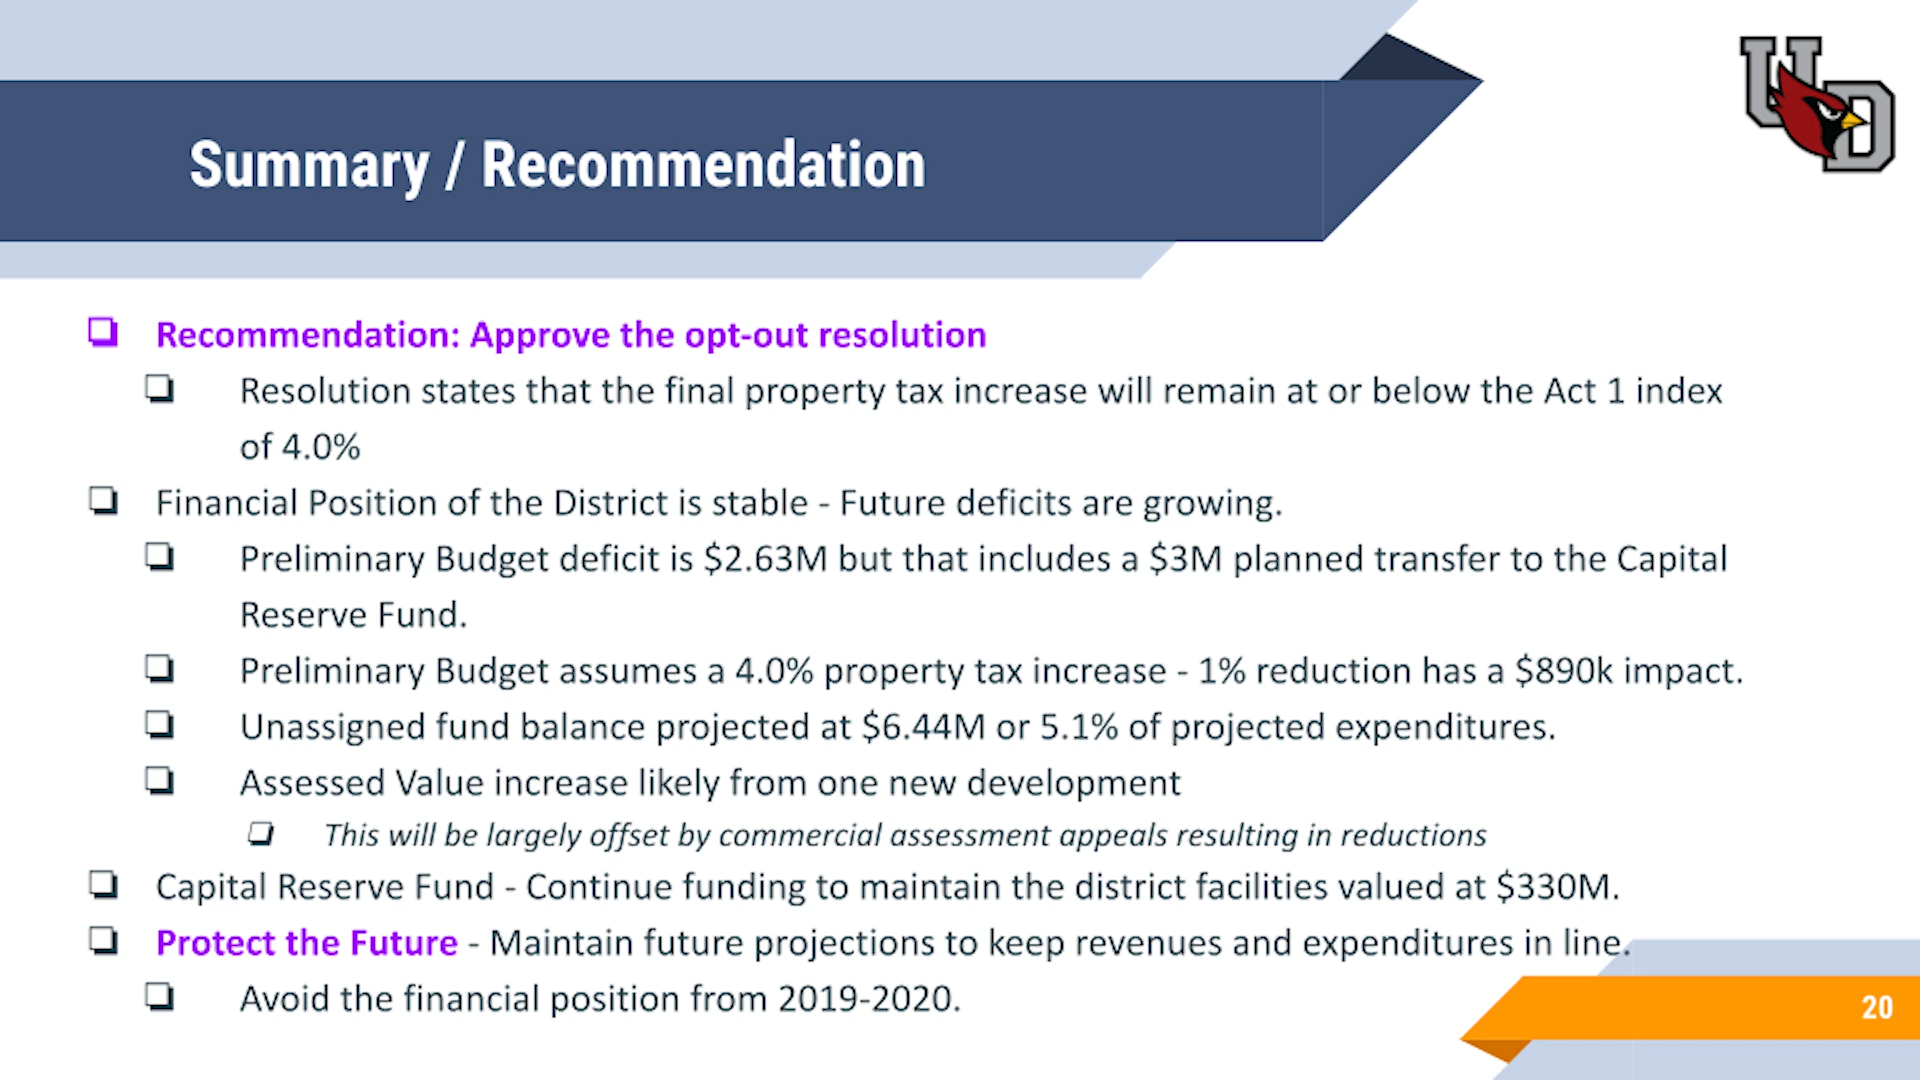 UD
Summary / Recommendation
Recommendation: Approve the opt-out resolution
Resolution states that the final property tax increase will remain at or below the Act 1 index
of 4.0%
Financial Position of the District is stable - Future deficits are growing.
Preliminary Budget deficit is $2.63M but that includes a $3M planned transfer to the Capital
Reserve Fund.
Preliminary Budget assumes a 4.0% property tax increase - 1% reduction has a $890k impact.
Unassigned fund balance projected at $6.44M or 5.1% of projected expenditures.
Assessed Value increase likely from one new development
This will be largely offset by commercial assessment appeals resulting in reductions
Capital Reserve Fund - Continue funding to maintain the district facilities valued at $330M.
Protect the Future - Maintain future projections to keep revenues and expenditures in line.
Avoid the financial position from 2019-2020.
20